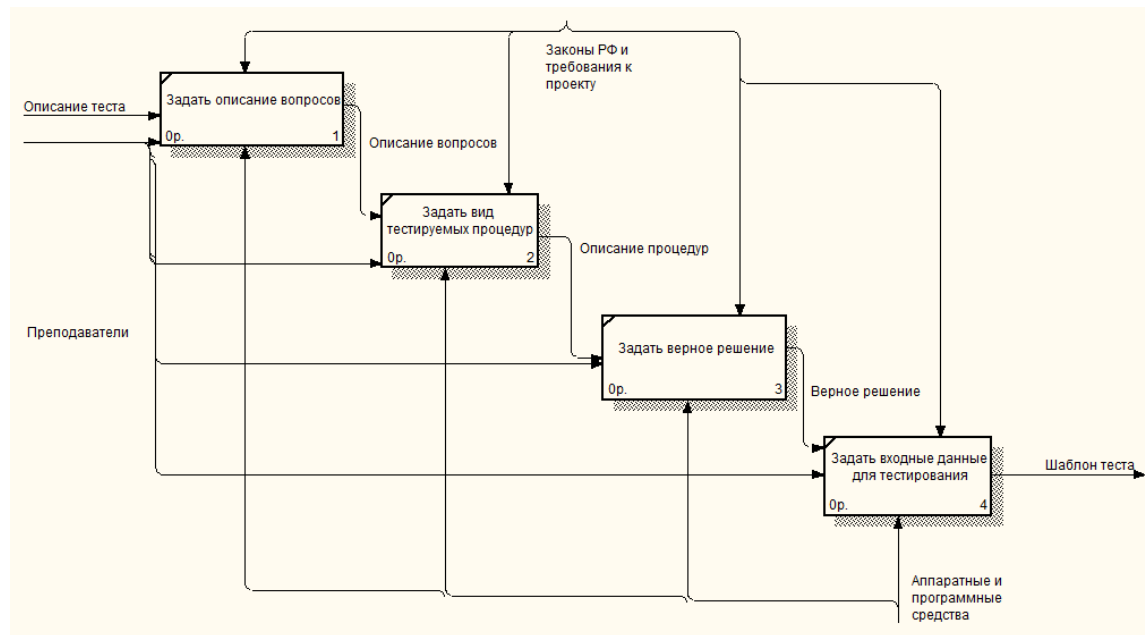 Законы РФ и
требования к
проекту
Описание теста
Задать описание вопросов
0р. 1
Описание вопросов
Задать вид
тестируемых процедур
0р. 2
Описание процедур
Преподаватели
Задать верное решение
0р. 3
Верное решение
Задать входные данные
для тестирования
0р. 4
Шаблон теста
Аппаратные и
программные
средства